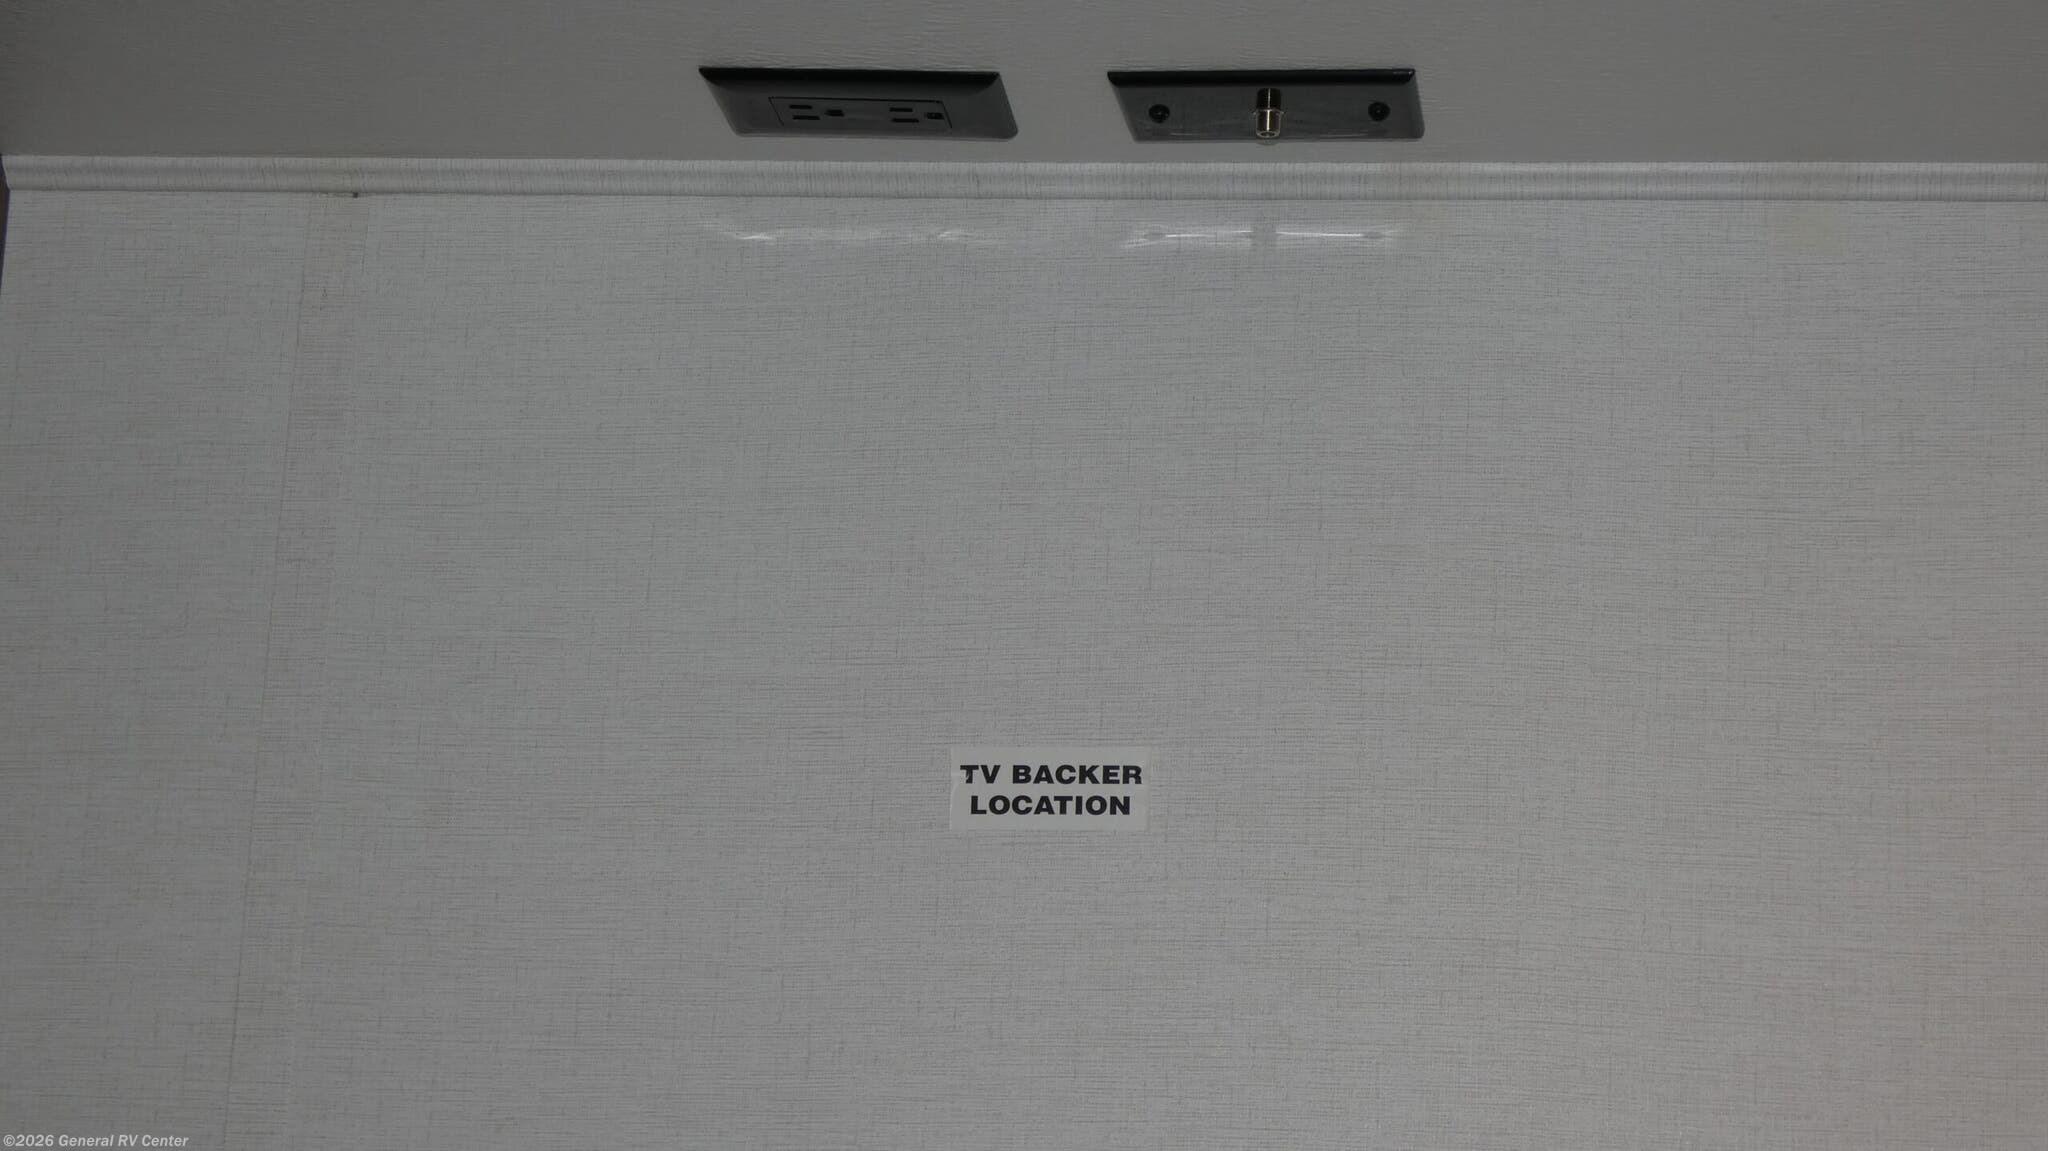 TV BACKER
LOCATION
©2026 General RV Center